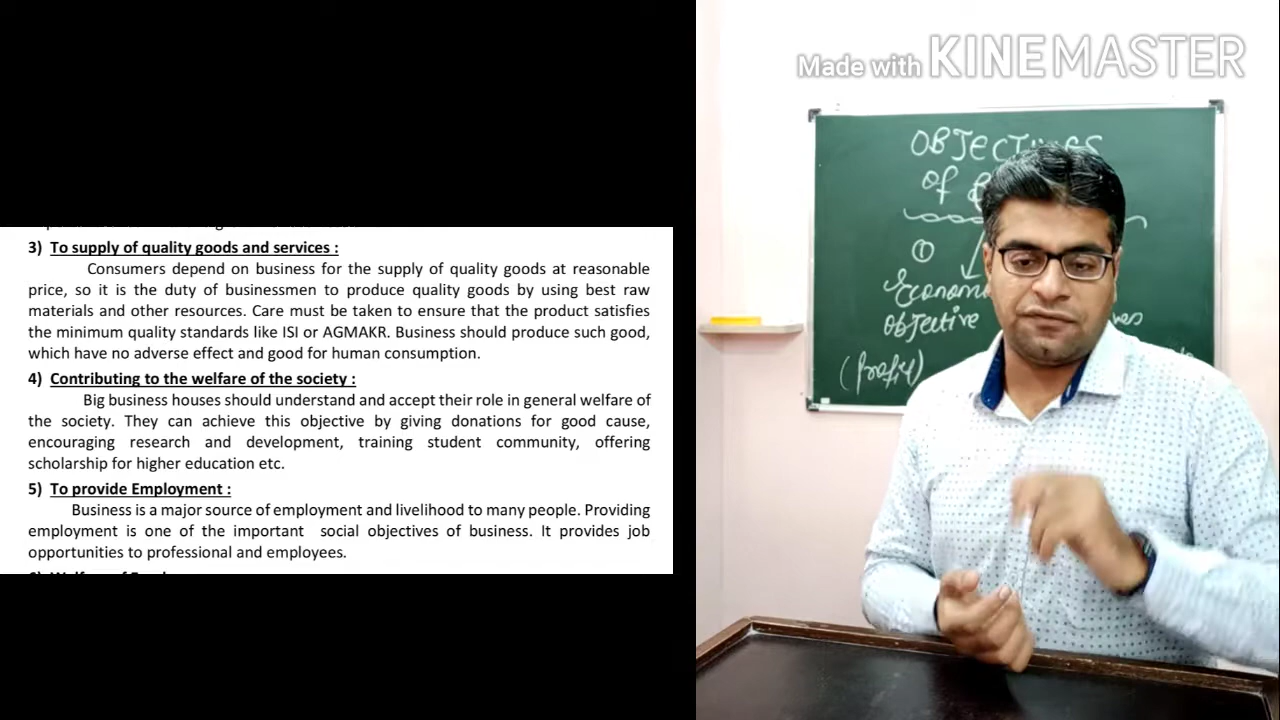 3) To supply of quality goods and services :
Consumers depend on business for the supply of quality goods at reasonable
price, so it is the duty of businessmen to produce quality goods by using best raw
materials and other resources. Care must be taken to ensure that the product satisfies
the minimum quality standards like ISI or AGMAKR. Business should produce such good,
which have no adverse effect and good for human consumption.
4) Contributing to the welfare of the society :
Big business houses should understand and accept their role in general welfare of
the society. They can achieve this objective by giving donations for good cause,
encouraging research and development, training student community, offering
scholarship for higher education etc.
5) To provide Employment :
Business is a major source of employment and livelihood to many people. Providing
employment is one of the important social objectives of business. It provides job
opportunities to professional and employees.
Made with KINEMASTER
OBJECTIVES
Of
①
Objective
(Profit)